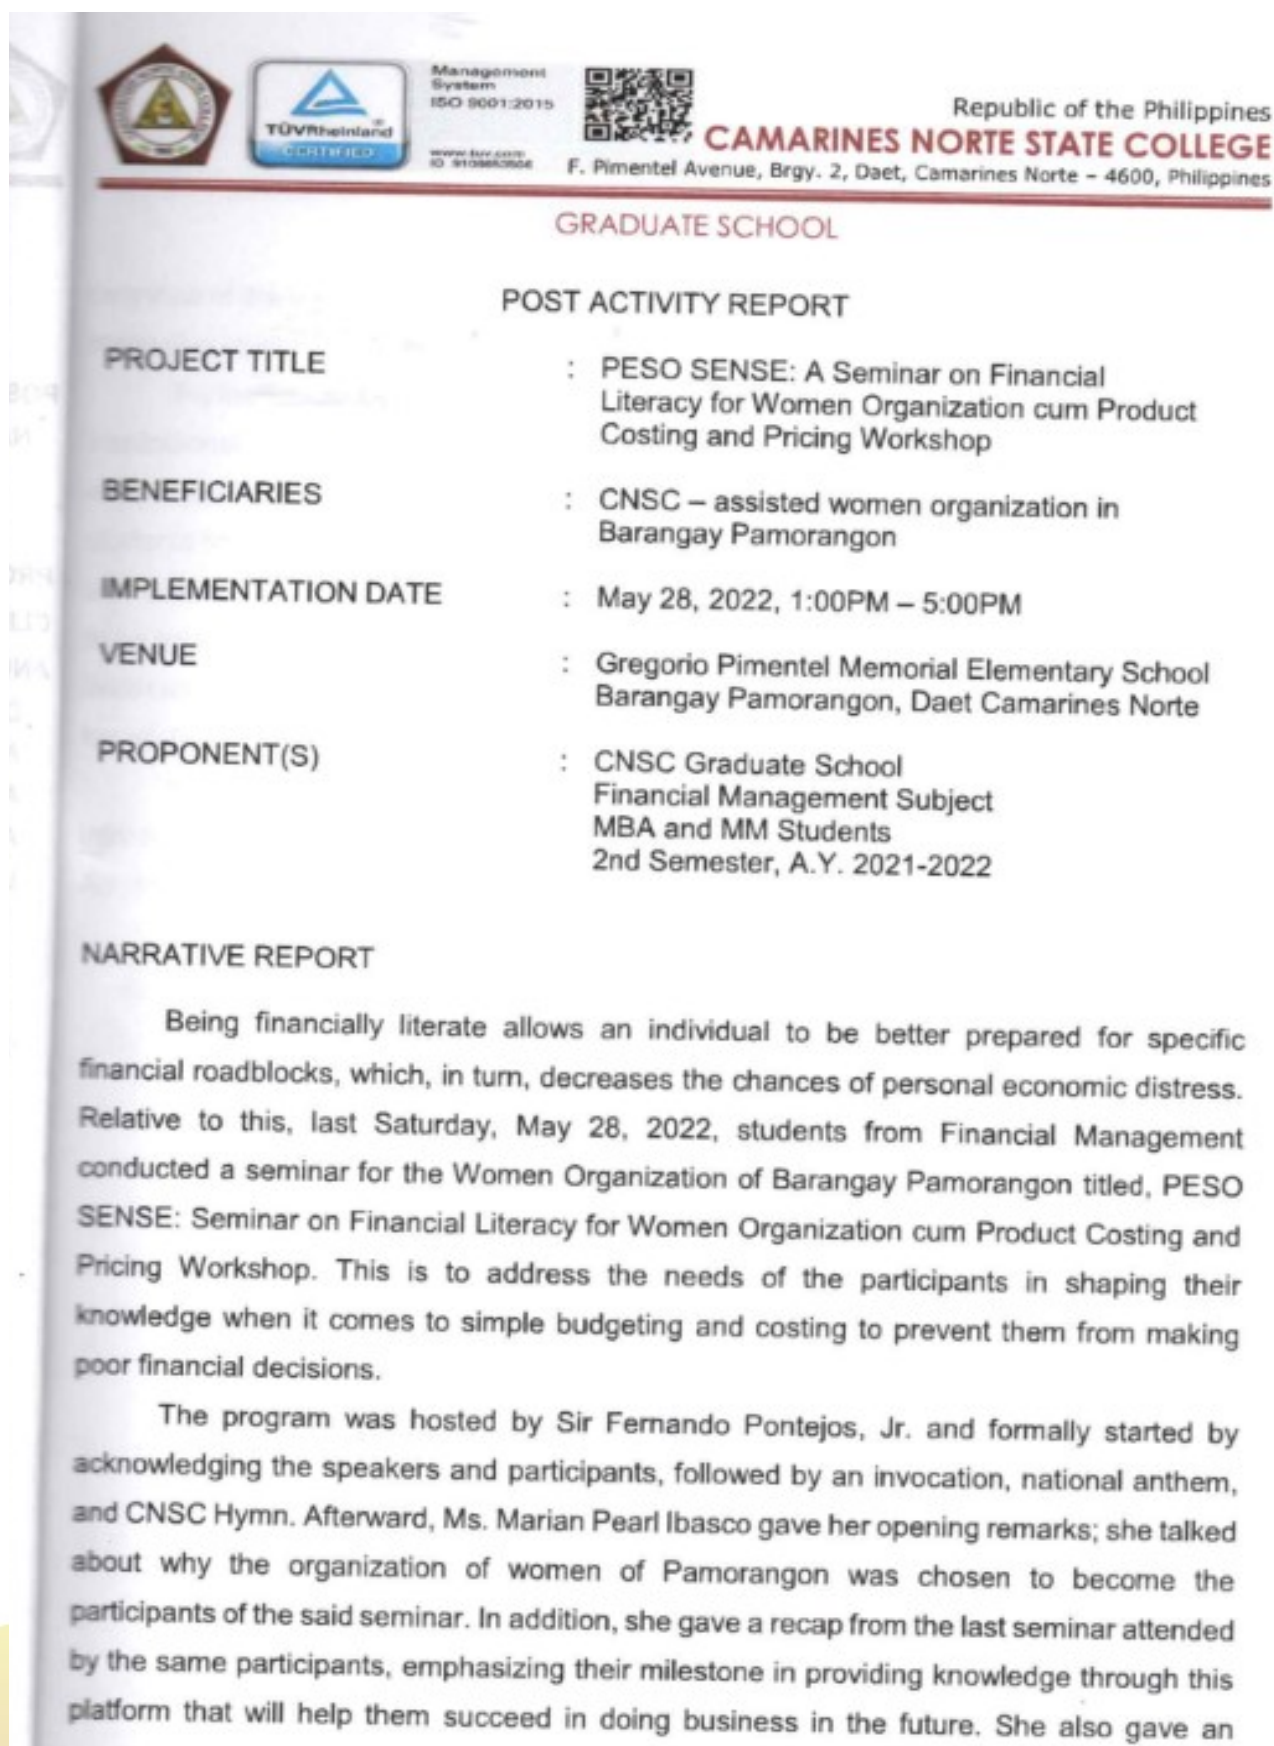 Management
System
ISO 9001:2015
TÜVRheinland
CERTIFIED
www.tuv.com
Republic of the Philippines
CAMARINES NORTE STATE COLLEGE
F. Pimentel Avenue, Brgy. 2, Daet, Camarines Norte – 4600, Philippines
GRADUATE SCHOOL
POST ACTIVITY REPORT
PROJECT TITLE : PESO SENSE: A Seminar on Financial
Literacy for Women Organization cum Product
Costing and Pricing Workshop
BENEFICIARIES : CNSC – assisted women organization in
Barangay Pamorangon
IMPLEMENTATION DATE : May 28, 2022, 1:00PM – 5:00PM
VENUE : Gregorio Pimentel Memorial Elementary School
Barangay Pamorangon, Daet Camarines Norte
PROPONENT(S) : CNSC Graduate School
Financial Management Subject
MBA and MM Students
2nd Semester, A.Y. 2021-2022
NARRATIVE REPORT
Being financially literate allows an individual to be better prepared for specific
financial roadblocks, which, in turn, decreases the chances of personal economic distress.
Relative to this, last Saturday, May 28, 2022, students from Financial Management
conducted a seminar for the Women Organization of Barangay Pamorangon titled, PESO
SENSE: Seminar on Financial Literacy for Women Organization cum Product Costing and
Pricing Workshop. This is to address the needs of the participants in shaping their
knowledge when it comes to simple budgeting and costing to prevent them from making
poor financial decisions.
The program was hosted by Sir Fernando Pontejos, Jr. and formally started by
acknowledging the speakers and participants, followed by an invocation, national anthem,
and CNSC Hymn. Afterward, Ms. Marian Pearl Ibasco gave her opening remarks; she talked
about why the organization of women of Pamorangon was chosen to become the
participants of the said seminar. In addition, she gave a recap from the last seminar attended
by the same participants, emphasizing their milestone in providing knowledge through this
platform that will help them succeed in doing business in the future. She also gave an